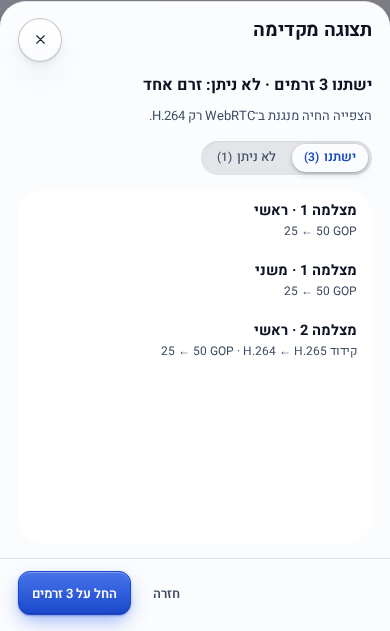 תצוגה מקדימה
ישתנו 3 זרמים · לא ניתן: זרם אחד
הצפייה החיה מנגנת ב־WebRTC רק H.264.
ישתנו (3)
לא ניתן (1)
מצלמה 1 · ראשי
GOP 50 ← 25
מצלמה 1 · משני
GOP 50 ← 25
מצלמה 2 · ראשי
קידוד H.265 ← H.264 · GOP 50 ← 25
החל על 3 זרמים
חזרה